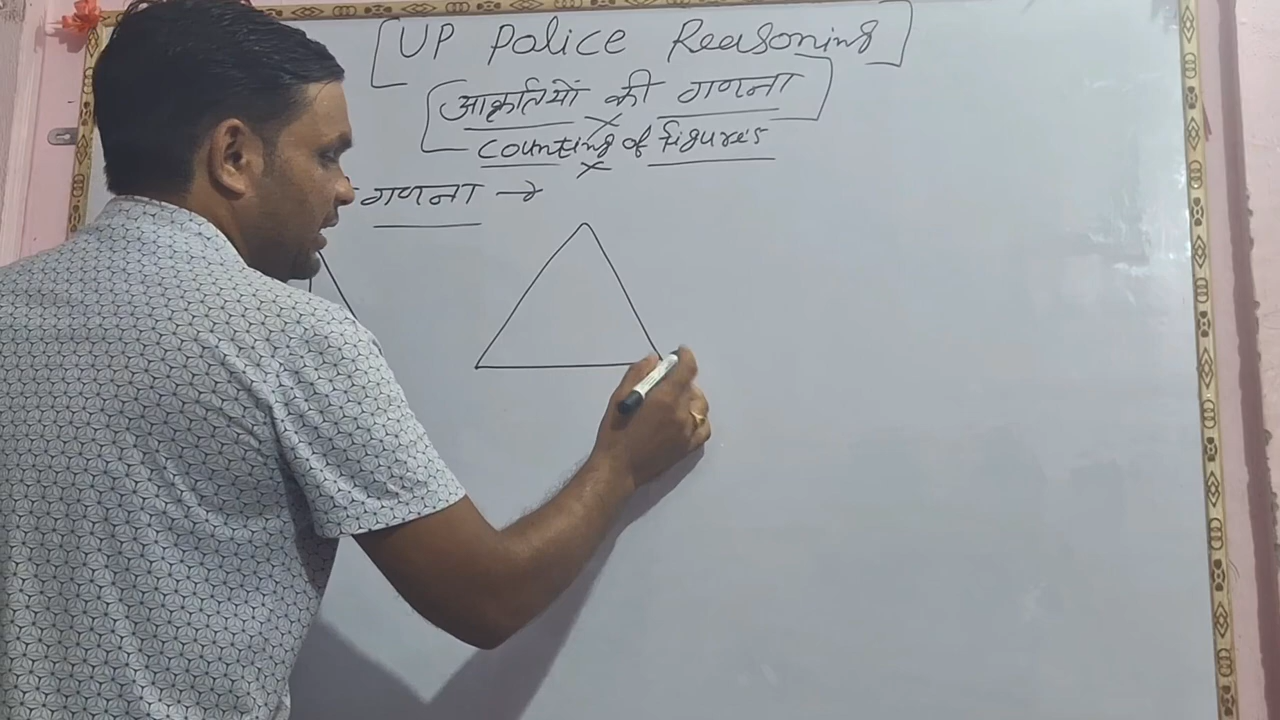 [UP Police Reasoning]
[आकृतियों की गणना]
Counting of figures
गणना →